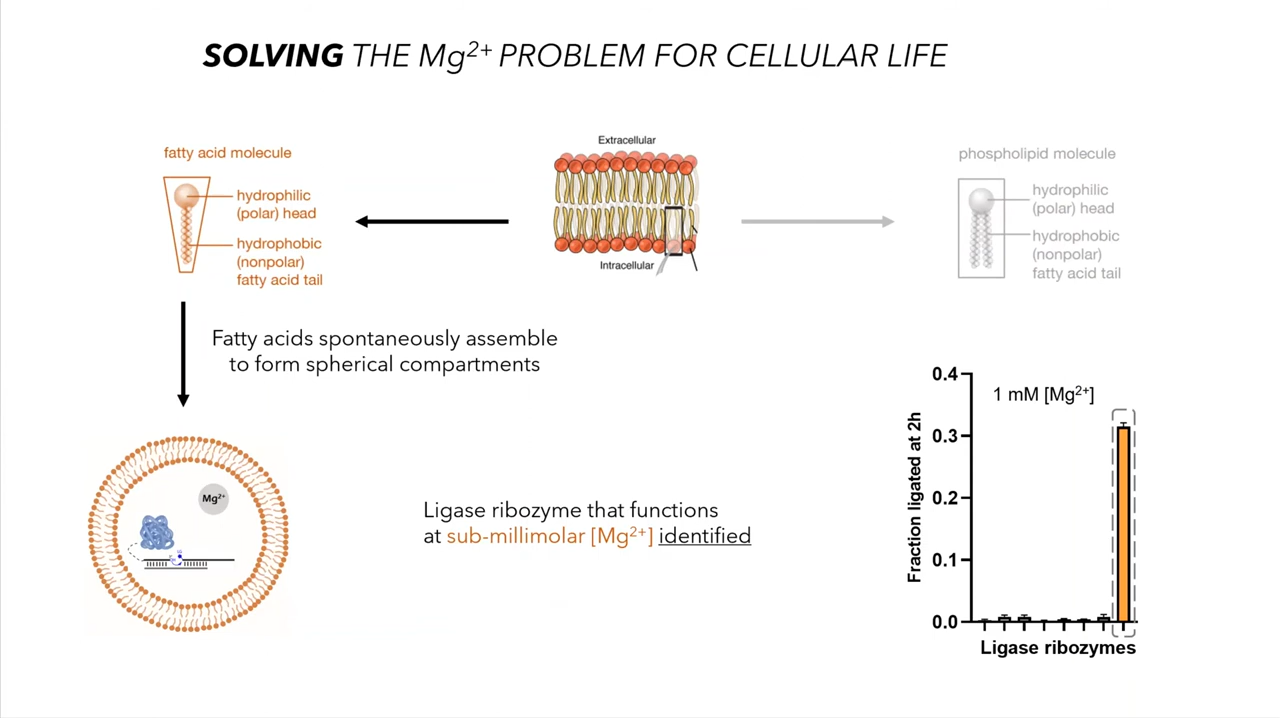 SOLVING THE Mg²⁺ PROBLEM FOR CELLULAR LIFE
fatty acid molecule
hydrophilic
(polar) head
hydrophobic
(nonpolar)
fatty acid tail
Extracellular
Intracellular
phospholipid molecule
hydrophilic
(polar) head
hydrophobic
(nonpolar)
fatty acid tail
Fatty acids spontaneously assemble
to form spherical compartments
Mg²⁺
Ligase ribozyme that functions
at sub-millimolar [Mg²⁺] identified
1 mM [Mg²⁺]
Fraction ligated at 2h
0.4
0.3
0.2
0.1
0.0
Ligase ribozymes